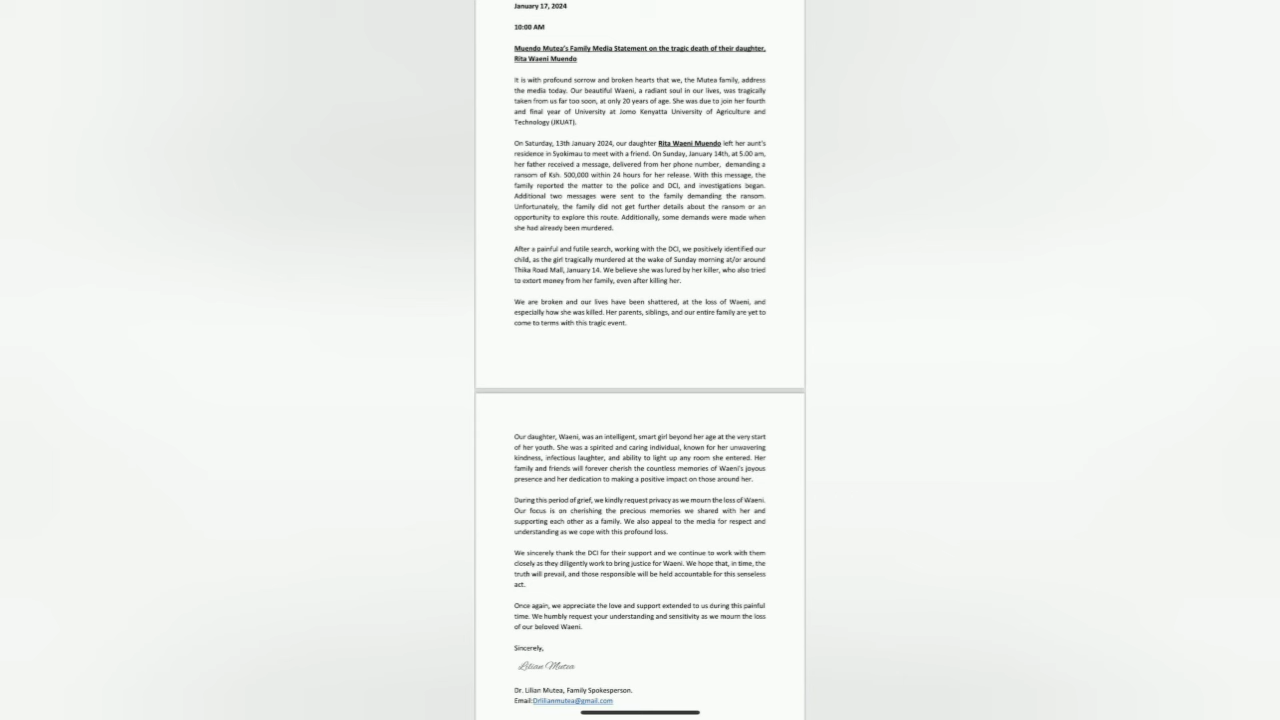 January 17, 2024
10:00 AM
Muendo Mutea's Family Media Statement on the tragic death of their daughter,
Rita Waeni Muendo
It is with profound sorrow and broken hearts that we, the Mutea family, address
the media today. Our beautiful Waeni, a radiant soul in our lives, was tragically
taken from us far too soon, at only 20 years of age. She was due to join her fourth
and final year of University at Jomo Kenyatta University of Agriculture and
Technology (JKUAT).
On Saturday, 13th January 2024, our daughter Rita Waeni Muendo left her aunt's
residence in Syokimau to meet with a friend. On Sunday, January 14th, at 5.00 am,
her father received a message, delivered from her phone number, demanding a
ransom of Ksh. 500,000 within 24 hours for her release. With this message, the
family reported the matter to the police and DCI, and investigations began.
Additional two messages were sent to the family demanding the ransom.
Unfortunately, the family did not get further details about the ransom or an
opportunity to explore this route. Additionally, some demands were made when
she had already been murdered.
After a painful and futile search, working with the DCI, we positively identified our
child, as the girl tragically murdered at the wake of Sunday morning at/or around
Thika Road Mall, January 14. We believe she was lured by her killer, who also tried
to extort money from her family, even after killing her.
We are broken and our lives have been shattered, at the loss of Waeni, and
especially how she was killed. Her parents, siblings, and our entire family are yet to
come to terms with this tragic event.
Our daughter, Waeni, was an intelligent, smart girl beyond her age at the very start
of her youth. She was a spirited and caring individual, known for her unwavering
kindness, infectious laughter, and ability to light up any room she entered. Her
family and friends will forever cherish the countless memories of Waeni's joyous
presence and her dedication to making a positive impact on those around her.
During this period of grief, we kindly request privacy as we mourn the loss of Waeni.
Our focus is on cherishing the precious memories we shared with her and
supporting each other as a family. We also appeal to the media for respect and
understanding as we cope with this profound loss.
We sincerely thank the DCI for their support and we continue to work with them
closely as they diligently work to bring justice for Waeni. We hope that, in time, the
truth will prevail, and those responsible will be held accountable for this senseless
act.
Once again, we appreciate the love and support extended to us during this painful
time. We humbly request your understanding and sensitivity as we mourn the loss
of our beloved Waeni.
Sincerely,
Lilian Mutea
Dr. Lilian Mutea, Family Spokesperson.
Email:Drlilianmutea@gmail.com